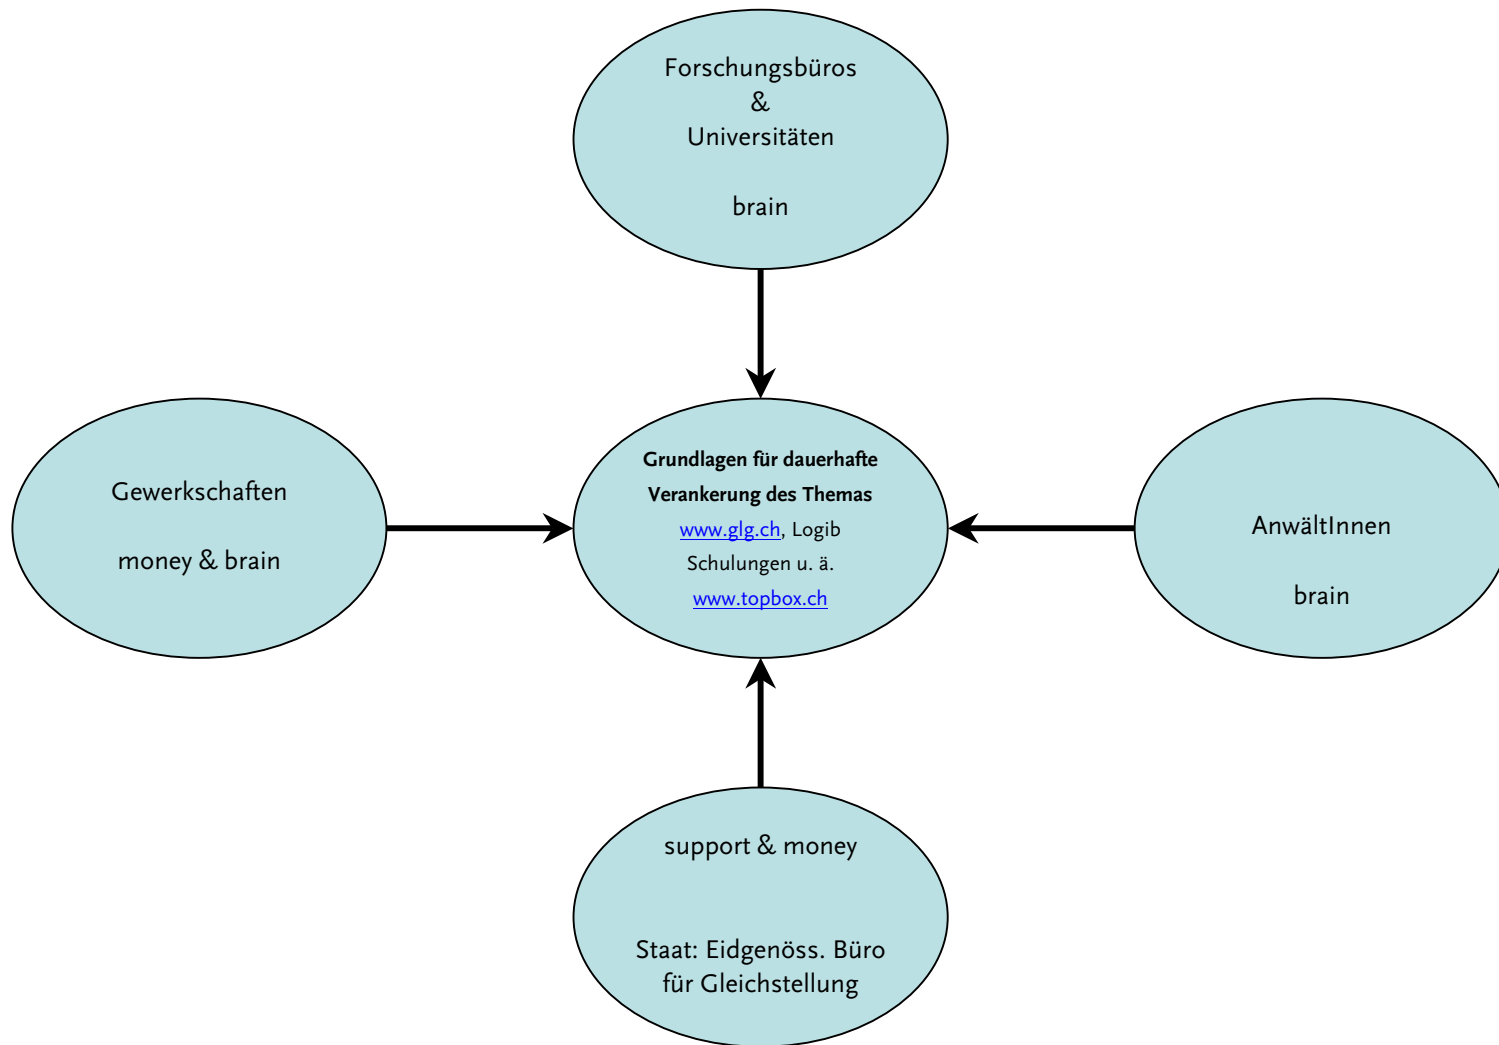 Forschungsbüros
&
Universitäten
brain
Gewerkschaften
money & brain
Grundlagen für dauerhafte
Verankerung des Themas
www.glg.ch, Logib
Schulungen u. ä.
www.topbox.ch
AnwältInnen
brain
support & money
Staat: Eidgenöss. Büro
für Gleichstellung